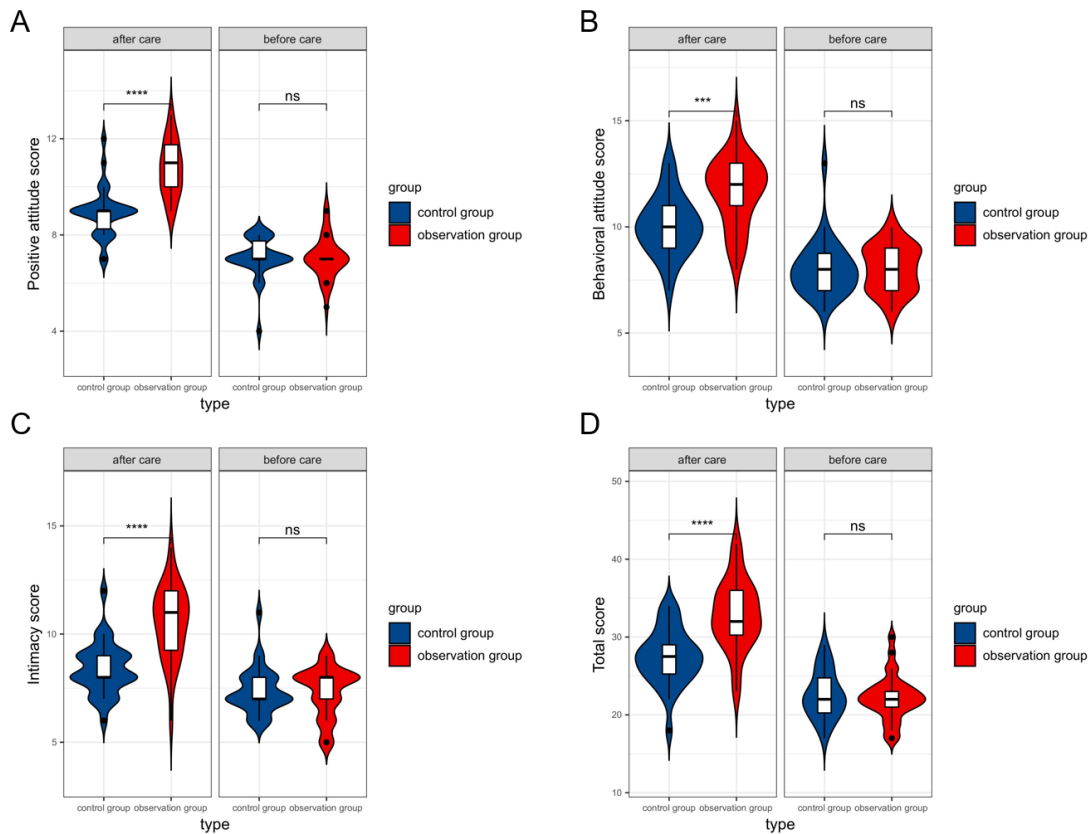 A
after care
before care
****
ns
12
8
4
Positive attitude score
control group
observation group
control group
observation group
type
group
control group
observation group
B
after care
before care
***
ns
15
10
5
Behavioral attitude score
control group
observation group
control group
observation group
type
group
control group
observation group
C
after care
before care
****
ns
15
10
5
Intimacy score
control group
observation group
control group
observation group
type
group
control group
observation group
D
after care
before care
****
ns
50
40
30
20
10
Total score
control group
observation group
control group
observation group
type
group
control group
observation group